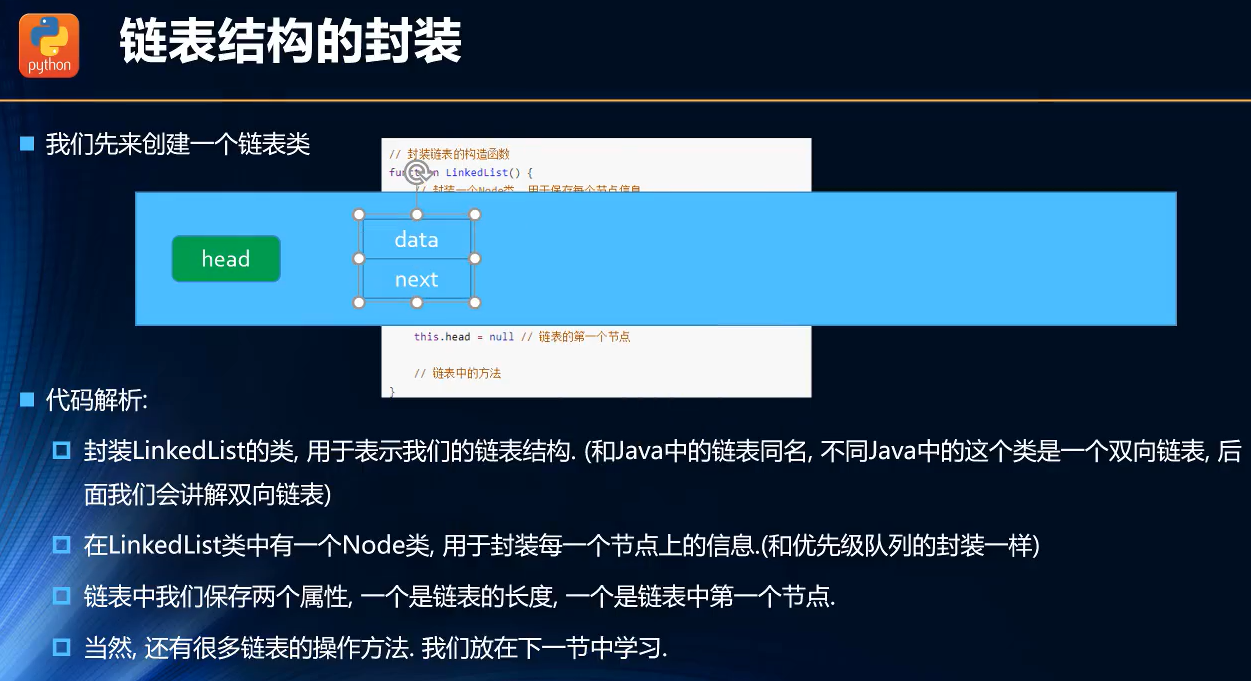 python
链表结构的封装
我们先来创建一个链表类
// 封装链表的构造函数
n LinkedList() {
// 封装一个Node类, 用于保存每个节点信息
head
data
next
this.head = null // 链表的第一个节点
// 链表中的方法
}
代码解析:
封装LinkedList的类, 用于表示我们的链表结构. (和Java中的链表同名, 不同Java中的这个类是一个双向链表, 后
面我们会讲解双向链表)
在LinkedList类中有一个Node类, 用于封装每一个节点上的信息.(和优先级队列的封装一样)
链表中我们保存两个属性, 一个是链表的长度, 一个是链表中第一个节点.
当然, 还有很多链表的操作方法. 我们放在下一节中学习.